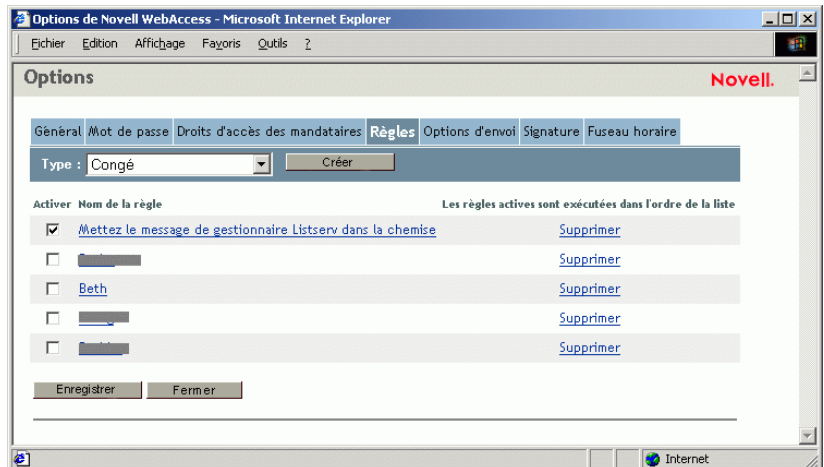 Options de Novell WebAccess - Microsoft Internet Explorer
Fichier Edition Affichage Favoris Outils ?
Options
Novell.
Général Mot de passe Droits d'accès des mandataires Règles Options d'envoi Signature Fuseau horaire
Type : Congé Créer
Activer Nom de la règle Les règles actives sont exécutées dans l'ordre de la liste
Mettez le message de gestionnaire Listserv dans la chemise Supprimer
Supprimer
Beth Supprimer
Supprimer
Supprimer
Enregistrer Fermer
Internet